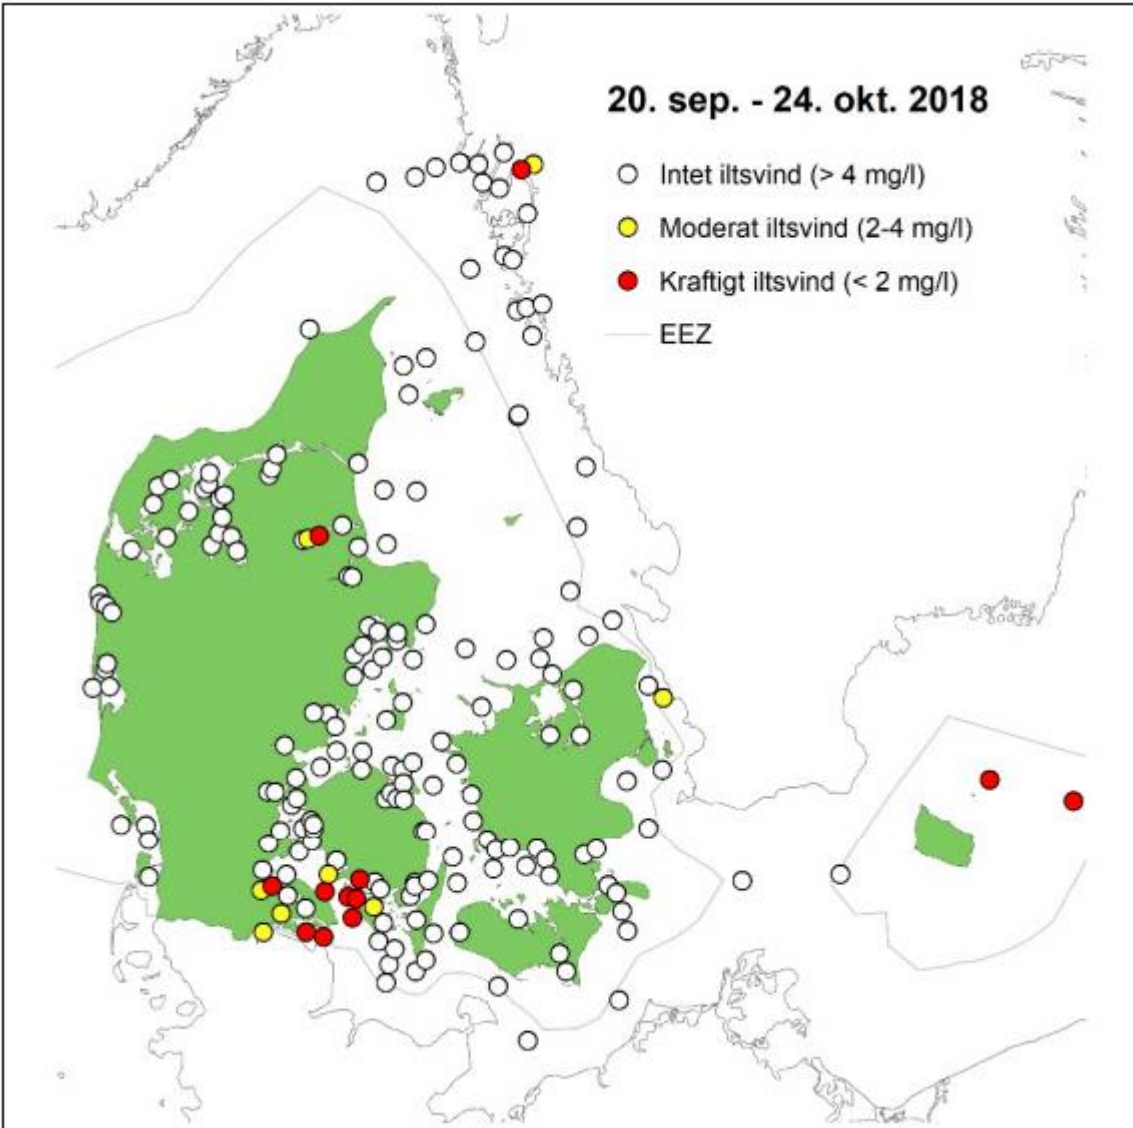 20. sep. - 24. okt. 2018
Intet iltsvind (> 4 mg/l)
Moderat iltsvind (2-4 mg/l)
Kraftigt iltsvind (< 2 mg/l)
EEZ